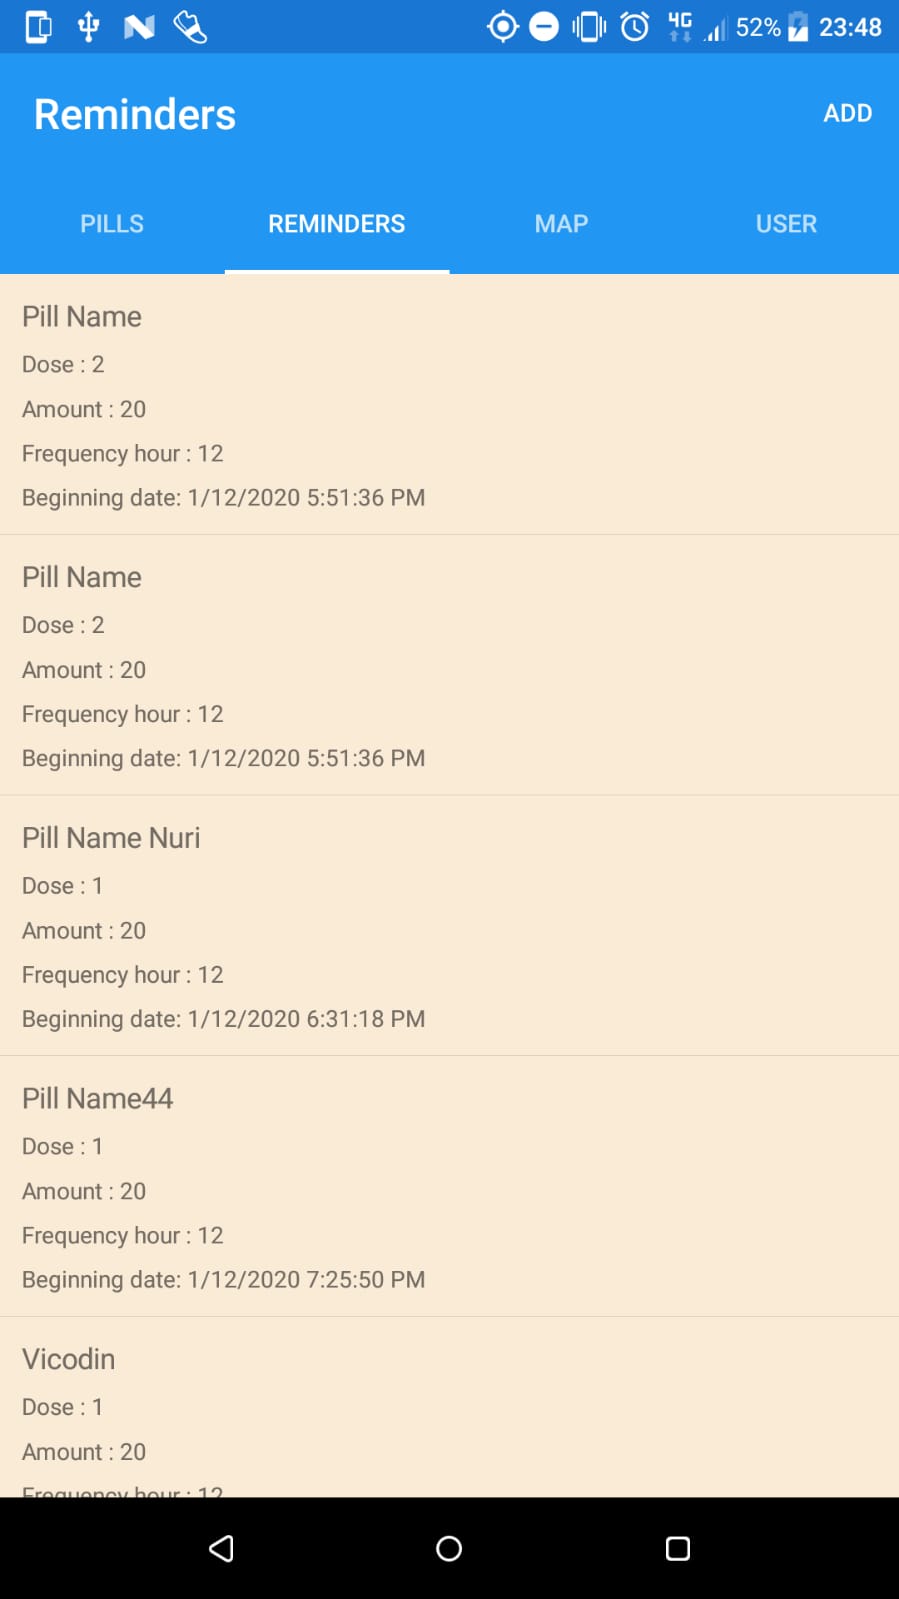 4G 52% 23:48
Reminders ADD
PILLS REMINDERS MAP USER
Pill Name
Dose : 2
Amount : 20
Frequency hour : 12
Beginning date: 1/12/2020 5:51:36 PM
Pill Name
Dose : 2
Amount : 20
Frequency hour : 12
Beginning date: 1/12/2020 5:51:36 PM
Pill Name Nuri
Dose : 1
Amount : 20
Frequency hour : 12
Beginning date: 1/12/2020 6:31:18 PM
Pill Name44
Dose : 1
Amount : 20
Frequency hour : 12
Beginning date: 1/12/2020 7:25:50 PM
Vicodin
Dose : 1
Amount : 20
Frequency hour : 12